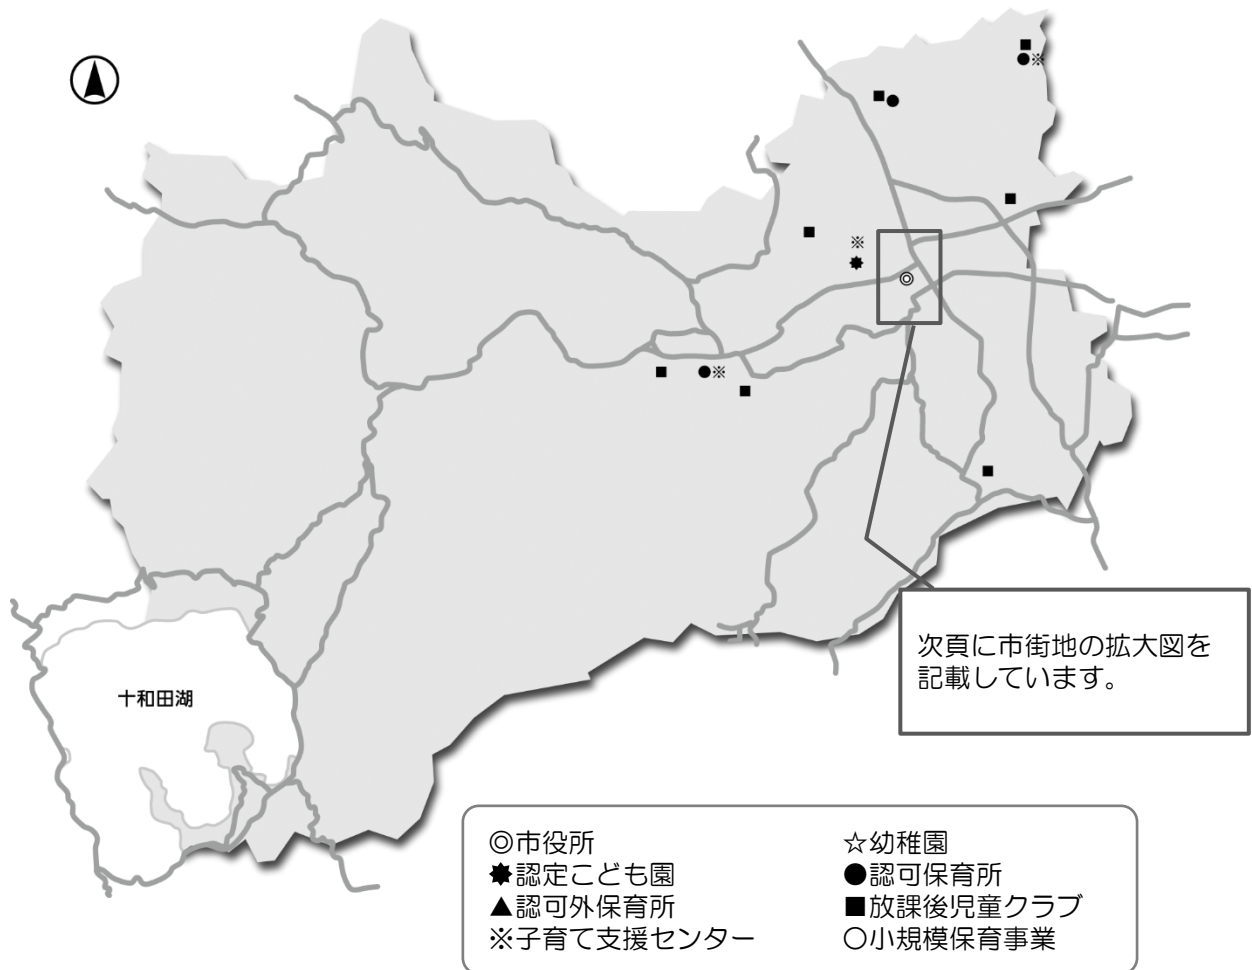 十和田湖
次頁に市街地の拡大図を
記載しています。
◎市役所
☆幼稚園
✸認定こども園
●認可保育所
▲認可外保育所
■放課後児童クラブ
※子育て支援センター
○小規模保育事業